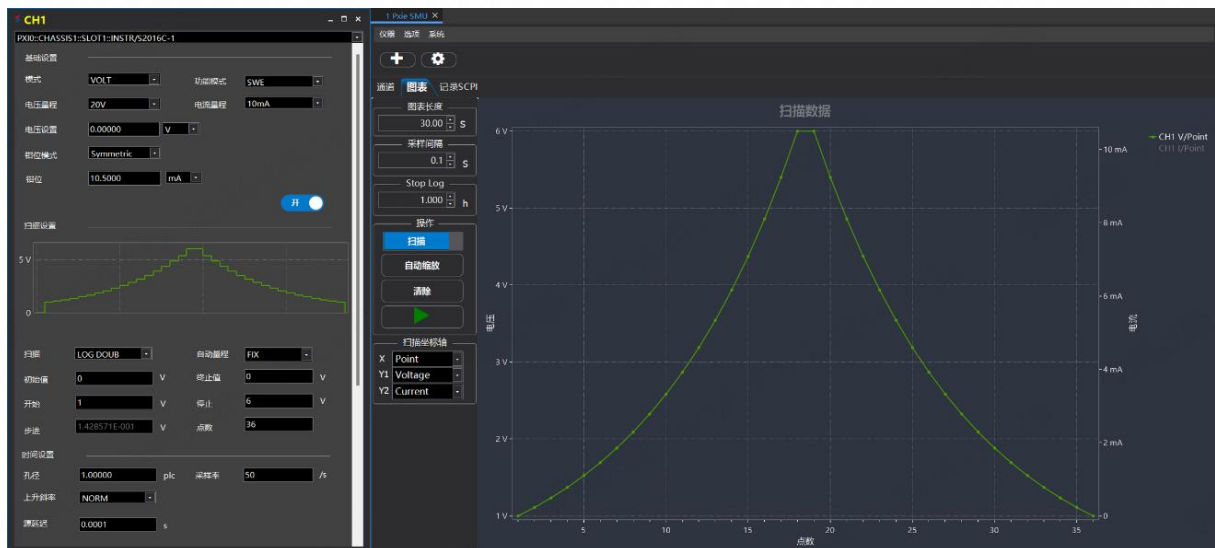 CH1
PXI0::CHASSIS1::SLOT1::INSTR/S2016C-1
基础设置
模式 VOLT 功能模式 SWE
电压量程 20V 电流量程 10mA
电压设置 0.00000 V
钳位模式 Symmetric
钳位 10.5000 mA
开
扫描设置
5 V
0
扫描 LOG DOUB 自动量程 FIX
初始值 0 V 终止值 0 V
开始 1 V 停止 6 V
步进 1.428571E-001 V 点数 36
时间设置
孔径 1.00000 plc 采样率 50 /s
上升斜率 NORM
源延迟 0.0001 s
1 Pxie SMU
仪器 选项 系统
通道 图表 记录SCPI
图表长度
30.00 S
采样间隔
0.1 S
Stop Log
1.000 h
操作
扫描
自动缩放
清除
扫描坐标轴
X Point
Y1 Voltage
Y2 Current
扫描数据
6 V
5 V
4 V
3 V
2 V
1 V
电压
5 10 15 20 25 30 35
点数
10 mA
8 mA
6 mA
4 mA
2 mA
0
电流
CH1 V/Point
CH1 I/Point